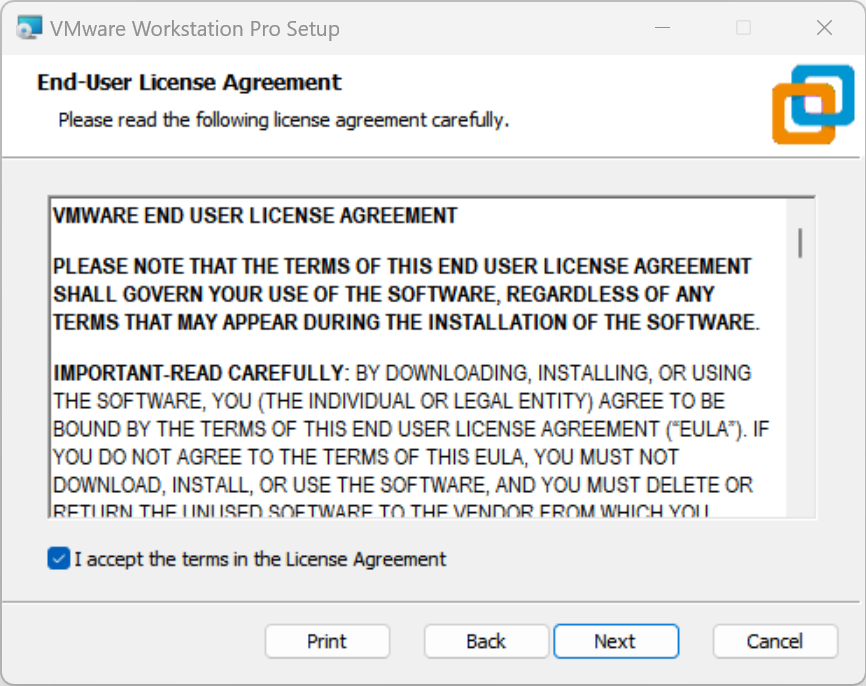 VMware Workstation Pro Setup
End-User License Agreement
Please read the following license agreement carefully.
VMWARE END USER LICENSE AGREEMENT
PLEASE NOTE THAT THE TERMS OF THIS END USER LICENSE AGREEMENT
SHALL GOVERN YOUR USE OF THE SOFTWARE, REGARDLESS OF ANY
TERMS THAT MAY APPEAR DURING THE INSTALLATION OF THE SOFTWARE.
IMPORTANT-READ CAREFULLY: BY DOWNLOADING, INSTALLING, OR USING
THE SOFTWARE, YOU (THE INDIVIDUAL OR LEGAL ENTITY) AGREE TO BE
BOUND BY THE TERMS OF THIS END USER LICENSE AGREEMENT (“EULA”). IF
YOU DO NOT AGREE TO THE TERMS OF THIS EULA, YOU MUST NOT
DOWNLOAD, INSTALL, OR USE THE SOFTWARE, AND YOU MUST DELETE OR
RETURN THE UNUSED SOFTWARE TO THE VENDOR FROM WHICH YOU
I accept the terms in the License Agreement
Print Back Next Cancel